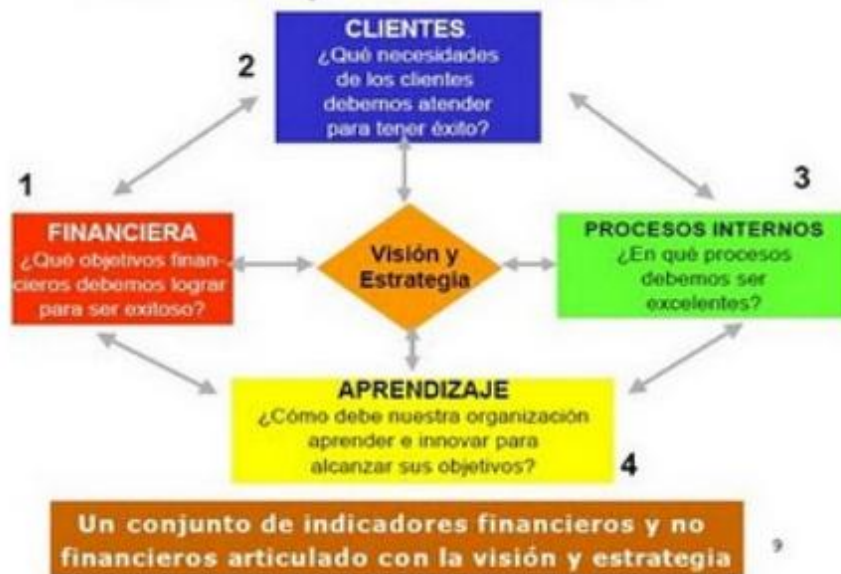 CLIENTES
¿Qué necesidades
de los clientes
debemos atender
para tener éxito?
2
1
3
FINANCIERA
¿Qué objetivos finan-
cieros debemos lograr
para ser exitoso?
Visión y
Estrategia
PROCESOS INTERNOS
¿En qué procesos
debemos ser
excelentes?
APRENDIZAJE
¿Cómo debe nuestra organización
aprender e innovar para
alcanzar sus objetivos?
4
Un conjunto de indicadores financieros y no
financieros articulado con la visión y estrategia
9